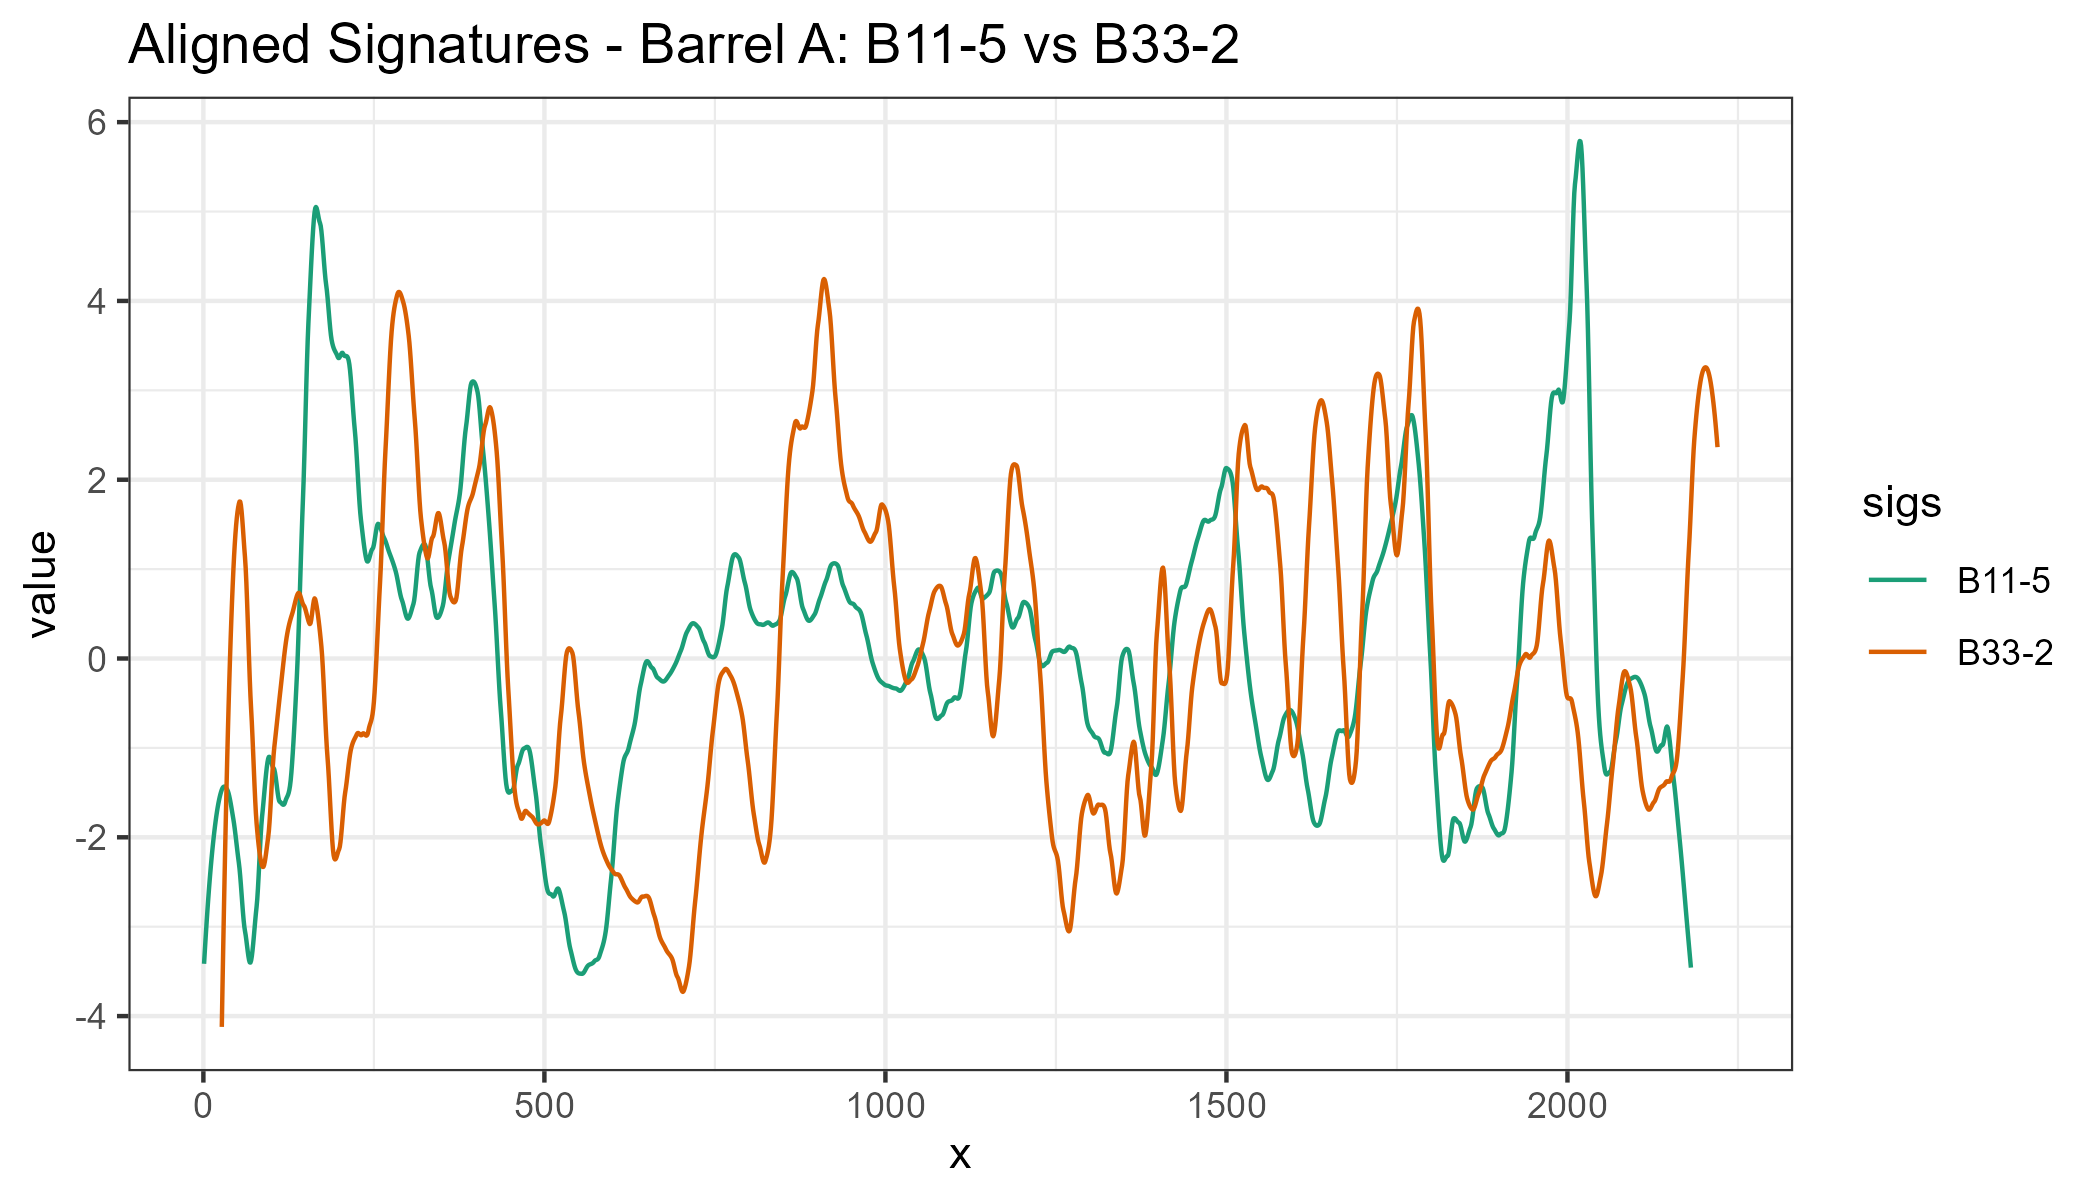 Aligned Signatures - Barrel A: B11-5 vs B33-2
6
4
2
0
-2
-4
value
0 500 1000 1500 2000
x
sigs
B11-5
B33-2